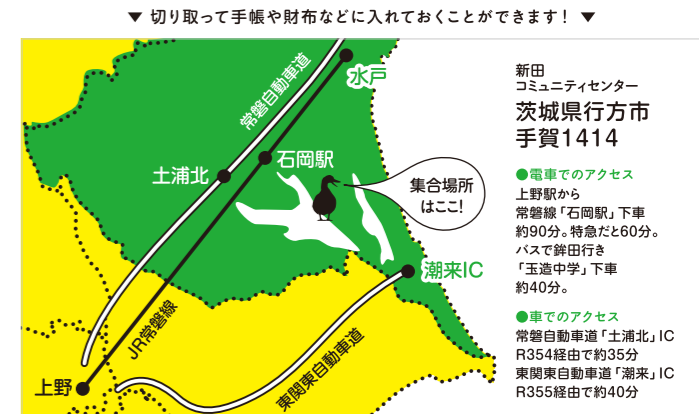 ▼ 切り取って手帳や財布などに入れておくことができます! ▼
常磐自動車道
水戸
石岡駅
土浦北
集合場所
はここ!
潮来IC
JR常磐線
上野
東関東自動車道
新田
コミュニティセンター
茨城県行方市
手賀1414
●電車でのアクセス
上野駅から
常磐線「石岡駅」下車
約90分。特急だと60分。
バスで鉾田行き
「玉造中学」下車
約40分。
●車でのアクセス
常磐自動車道「土浦北」IC
R354経由で約35分
東関東自動車道「潮来」IC
R355経由で約40分